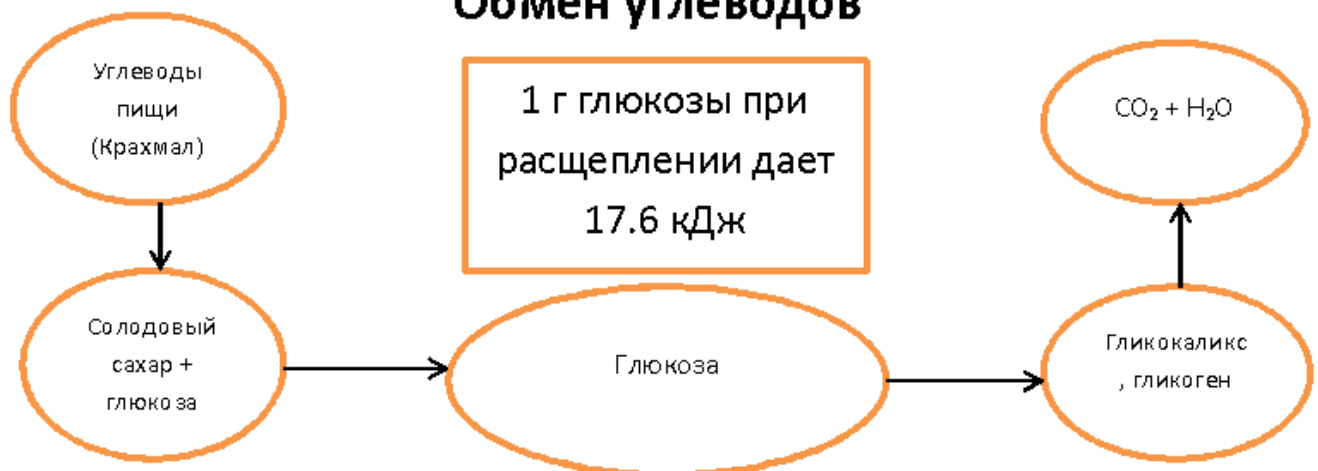 Обмен углеводов
Углеводы
пищи
(Крахмал)
1 г глюкозы при
расщеплении дает
17.6 кДж
CO₂ + H₂O
Солодовый
сахар +
глюкоза
Глюкоза
Гликокаликс
, гликоген